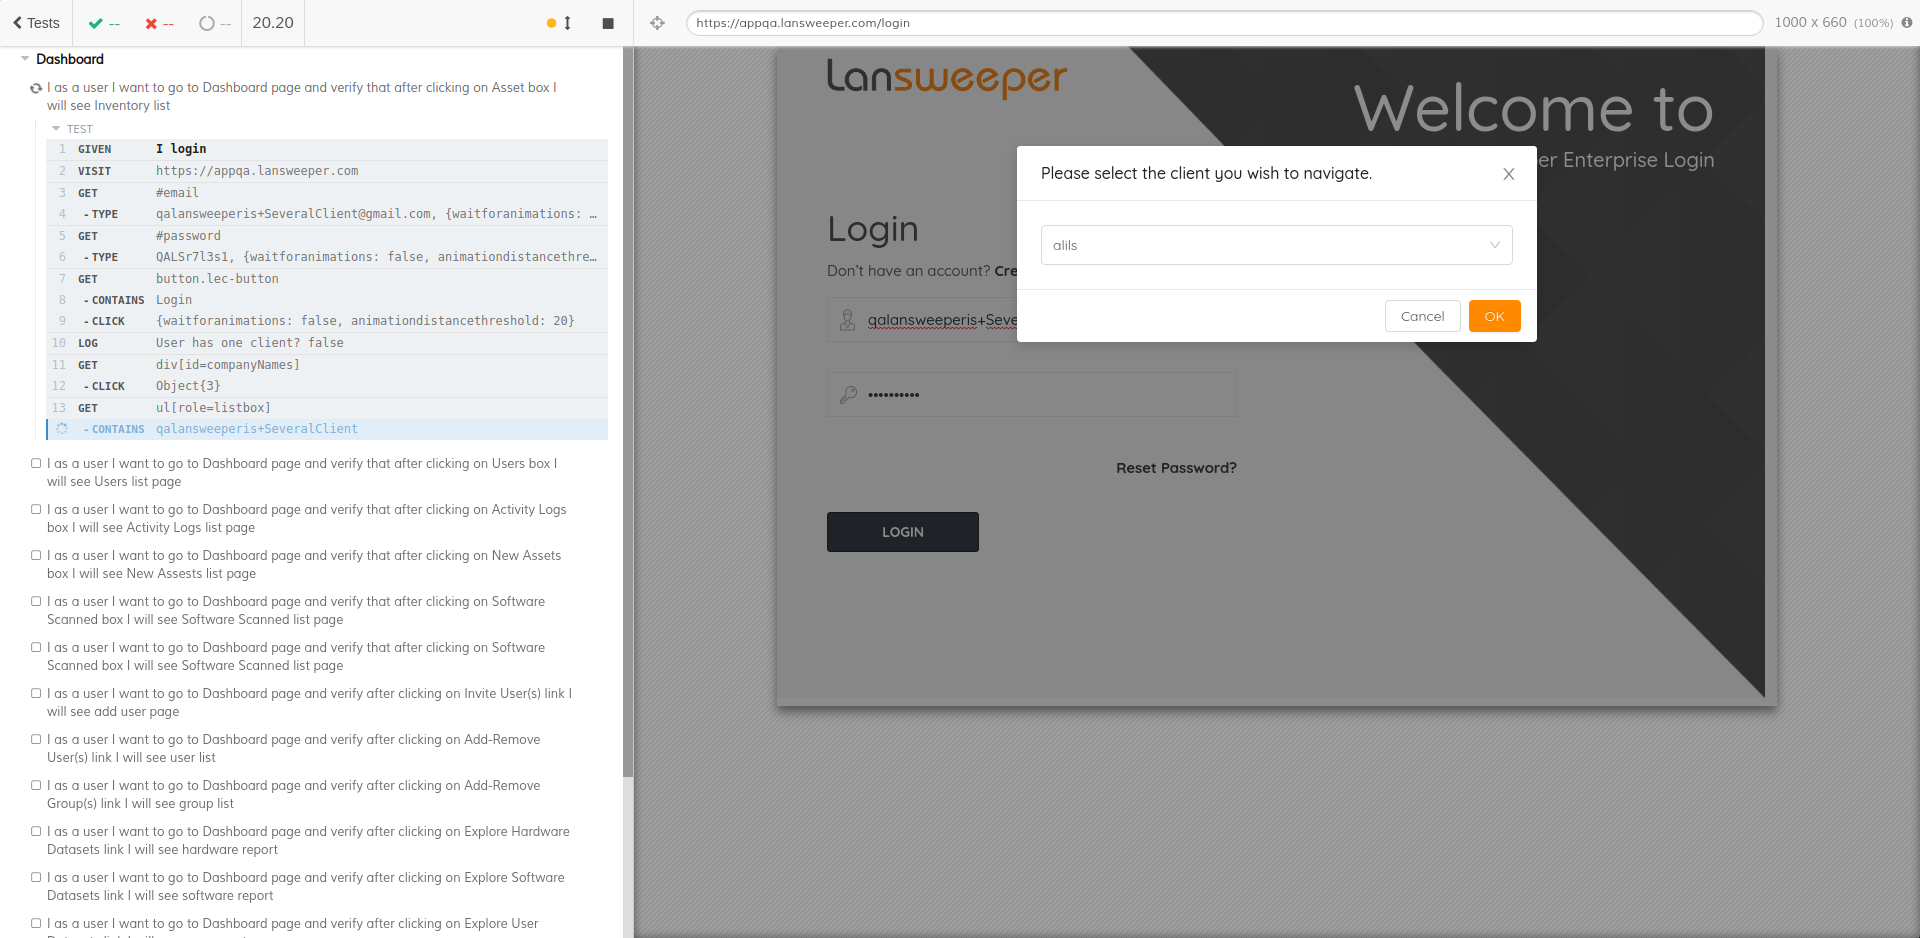 Tests
--
--
--
20.20
https://appqa.lansweeper.com/login
1000 x 660 (100%)
Dashboard
I as a user I want to go to Dashboard page and verify that after clicking on Asset box I
will see Inventory list
TEST
1 GIVEN I login
2 VISIT https://appqa.lansweeper.com
3 GET #email
4 - TYPE qalansweeperis+SeveralClient@gmail.com, {waitforanimations: …
5 GET #password
6 - TYPE QALSr7l3s1, {waitforanimations: false, animationdistancethre…
7 GET button.lec-button
8 - CONTAINS Login
9 - CLICK {waitforanimations: false, animationdistancethreshold: 20}
10 LOG User has one client? false
11 GET div[id=companyNames]
12 - CLICK Object{3}
13 GET ul[role=listbox]
- CONTAINS qalansweeperis+SeveralClient
I as a user I want to go to Dashboard page and verify that after clicking on Users box I
will see Users list page
I as a user I want to go to Dashboard page and verify that after clicking on Activity Logs
box I will see Activity Logs list page
I as a user I want to go to Dashboard page and verify that after clicking on New Assets
box I will see New Assests list page
I as a user I want to go to Dashboard page and verify that after clicking on Software
Scanned box I will see Software Scanned list page
I as a user I want to go to Dashboard page and verify that after clicking on Software
Scanned box I will see Software Scanned list page
I as a user I want to go to Dashboard page and verify after clicking on Invite User(s) link I
will see add user page
I as a user I want to go to Dashboard page and verify after clicking on Add-Remove
User(s) link I will see user list
I as a user I want to go to Dashboard page and verify after clicking on Add-Remove
Group(s) link I will see group list
I as a user I want to go to Dashboard page and verify after clicking on Explore Hardware
Datasets link I will see hardware report
I as a user I want to go to Dashboard page and verify after clicking on Explore Software
Datasets link I will see software report
I as a user I want to go to Dashboard page and verify after clicking on Explore User
lansweeper
Welcome to
er Enterprise Login
Please select the client you wish to navigate.
alils
Cancel
OK
Login
Don't have an account? Cre
qalansweeperis+Seve
••••••••••
Reset Password?
LOGIN